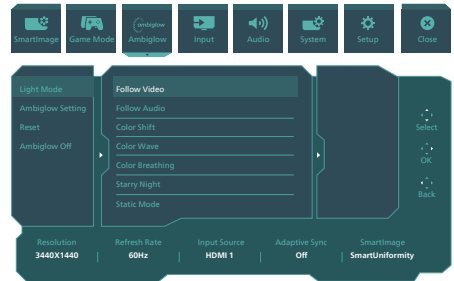 ambiglow
SmartImage Game Mode Ambiglow Input Audio System Setup Close
Light Mode
Ambiglow Setting
Reset
Ambiglow Off
Follow Video
Follow Audio
Color Shift
Color Wave
Color Breathing
Starry Night
Static Mode
Select
OK
Back
Resolution Refresh Rate Input Source Adaptive Sync SmartImage
3440X1440 60Hz HDMI 1 Off SmartUniformity